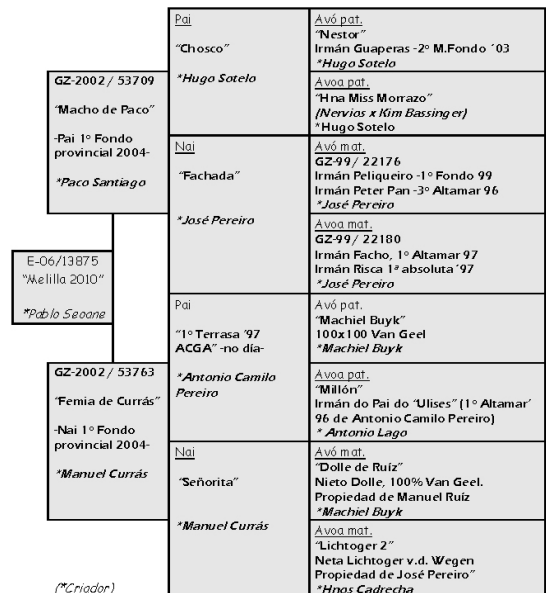 E-06/13875
"Melilla 2010"
*Pablo Seoane
GZ-2002 / 53709
"Macho de Paco"
-Pai 1º Fondo
provincial 2004-
*Paco Santiago
GZ-2002 / 53763
"Femia de Currás"
-Nai 1º Fondo
provincial 2004-
*Manuel Currás
Pai
"Chosco"
*Hugo Sotelo
Nai
"Fachada"
*José Pereiro
Pai
"1º Terrasa '97
ACGA" -no día-
*Antonio Camilo
Pereiro
Nai
"Señorita"
*Manuel Currás
Avó pat.
"Nestor"
Irmán Guaperas -2º M.Fondo ´03
*Hugo Sotelo
Avoa pat.
"Hna Miss Morrazo"
(Nervios x Kim Bassinger)
*Hugo Sotelo
Avó mat.
GZ-99/ 22176
Irmán Peliqueiro -1º Fondo 99
Irmán Peter Pan -3º Altamar 96
*José Pereiro
Avoa mat.
GZ-99/ 22180
Irmán Facho, 1º Altamar 97
Irmán Risca 1ª absoluta ´97
*José Pereiro
Avó pat.
"Machiel Buyk"
100x100 Van Geel
*Machiel Buyk
Avoa pat.
"Millón"
Irmán do Pai do "Ulises" (1º Altamar´
96 de Antonio Camilo Pereiro)
* Antonio Lago
Avó mat.
"Dolle de Ruíz"
Nieto Dolle, 100% Van Geel.
Propiedad de Manuel Ruíz
*Machiel Buyk
Avoa mat.
"Lichtoger 2"
Neta Lichtoger v.d. Wegen
Propiedad de José Pereiro"
*Hnos Cadrecha
(*Criador)